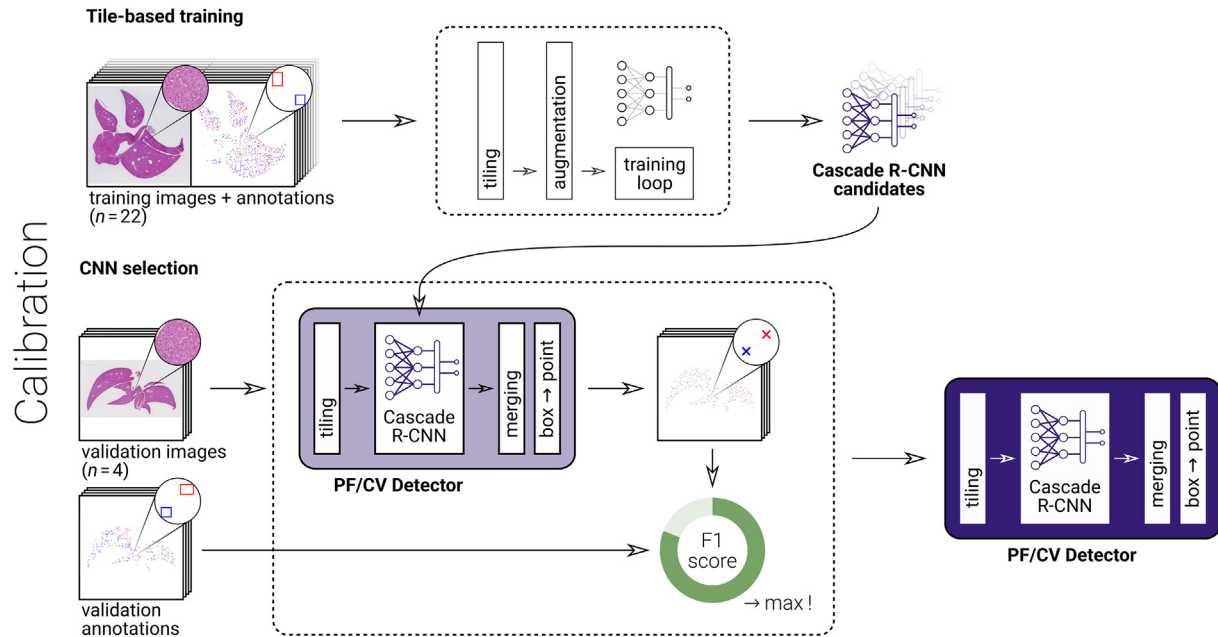 Calibration
Tile-based training
training images + annotations
(n = 22)
tiling
augmentation
training
loop
Cascade R-CNN
candidates
CNN selection
validation images
(n = 4)
validation
annotations
tiling
Cascade
R-CNN
merging
box → point
PF/CV Detector
F1
score
→ max !
tiling
Cascade
R-CNN
merging
box → point
PF/CV Detector